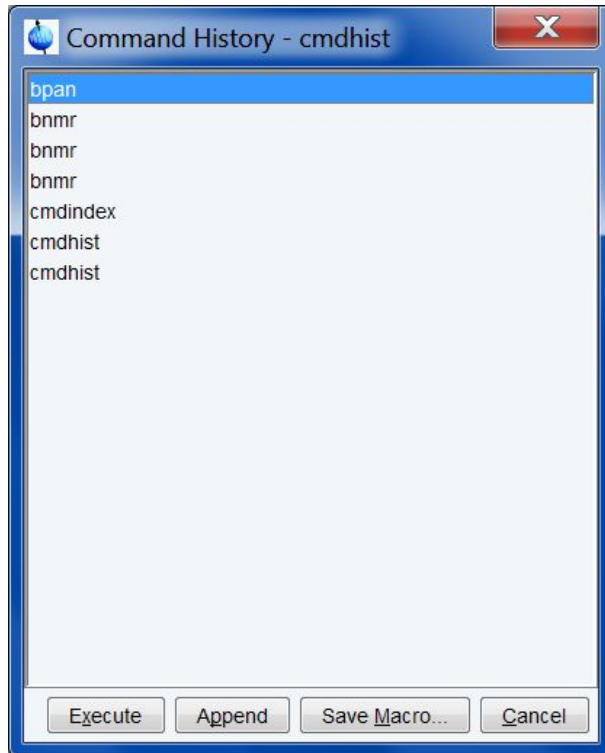 Command History - cmdhist
bpan
bnmr
bnmr
bnmr
cmdindex
cmdhist
cmdhist
Execute Append Save Macro... Cancel